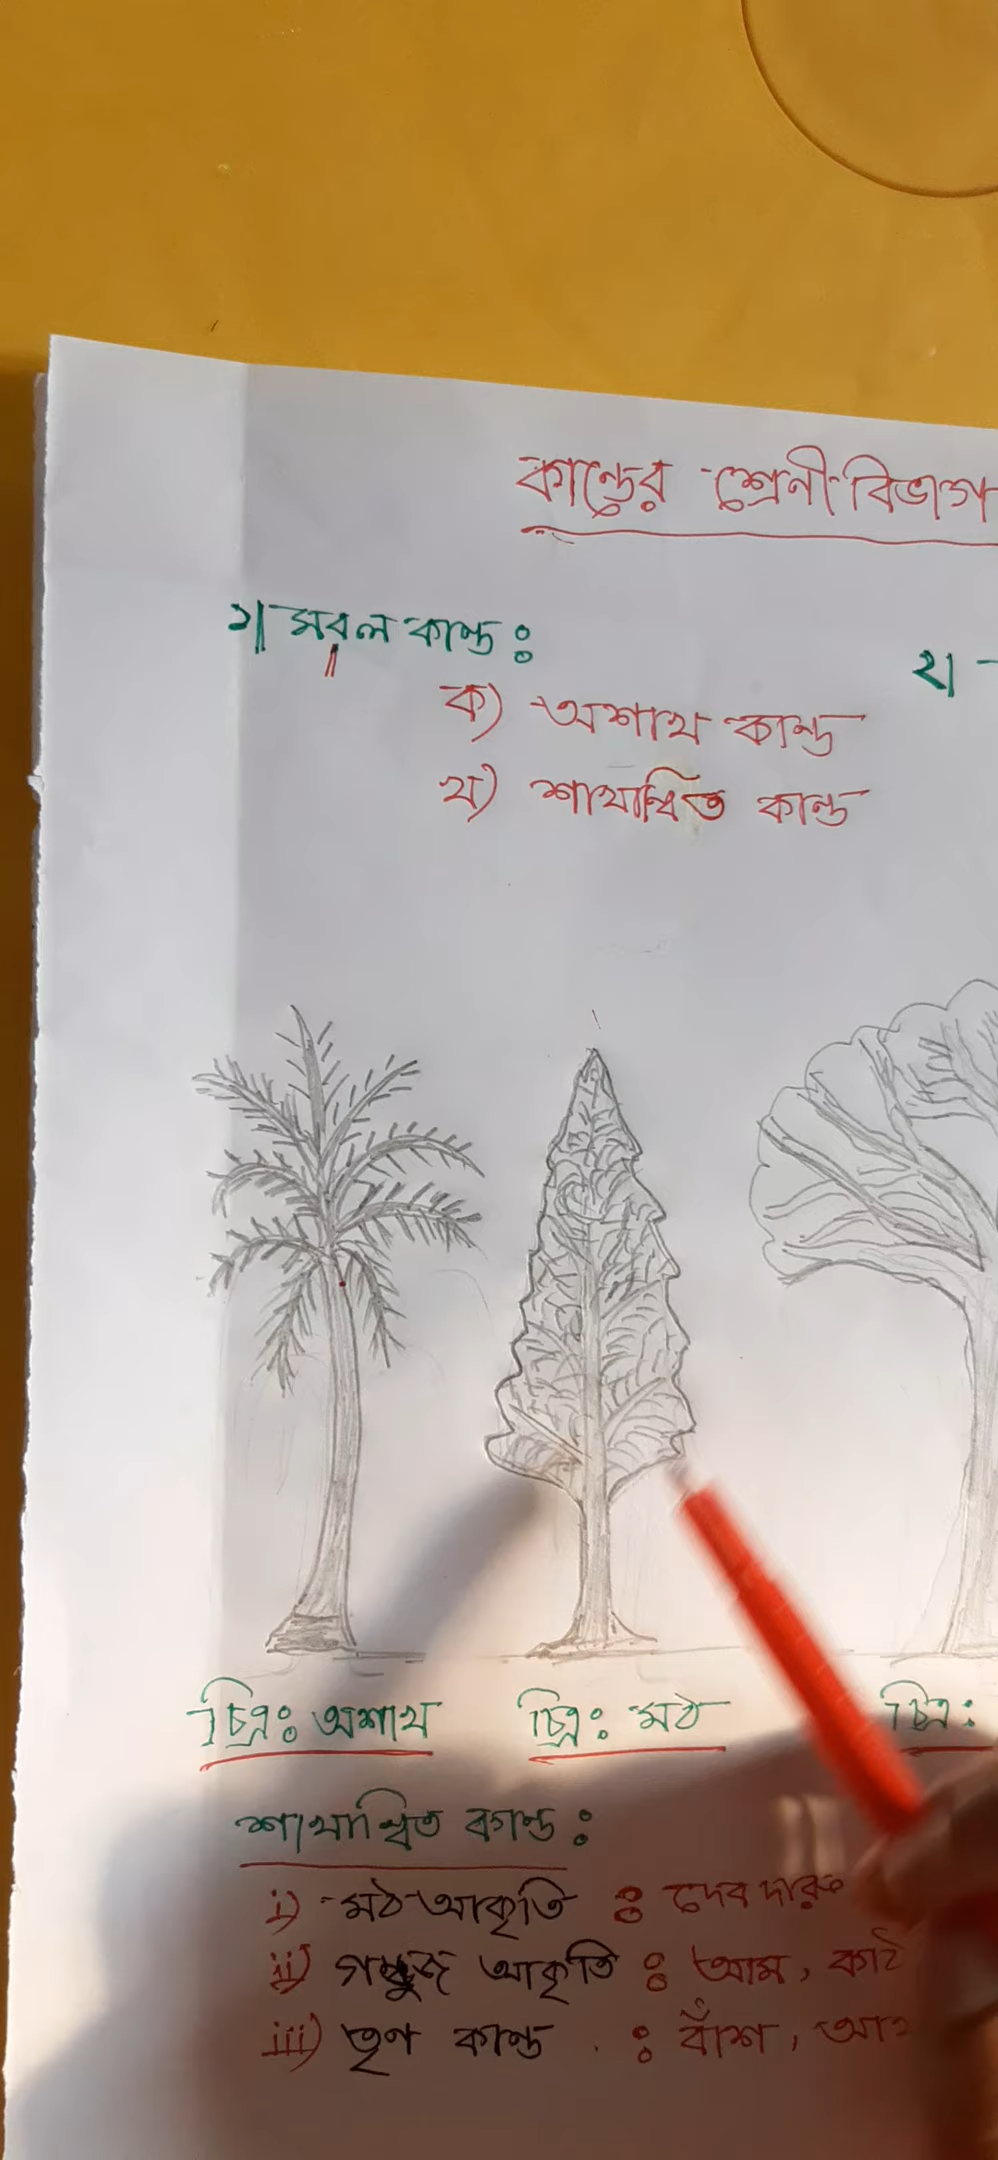 কান্ডের শ্রেনী বিভাগ
১। সবল কান্ড :
২।
ক) অশাখ কান্ড
খ) শাখান্বিত কান্ড
চিত্র: অশাখ
চিত্র: মঠ
চিত্র:
শাখান্বিত কান্ড :
i) মঠ আকৃতি : দেবদারু
ii) গম্বুজ আকৃতি : আম,
iii) তৃণ কান্ড : বাঁশ,